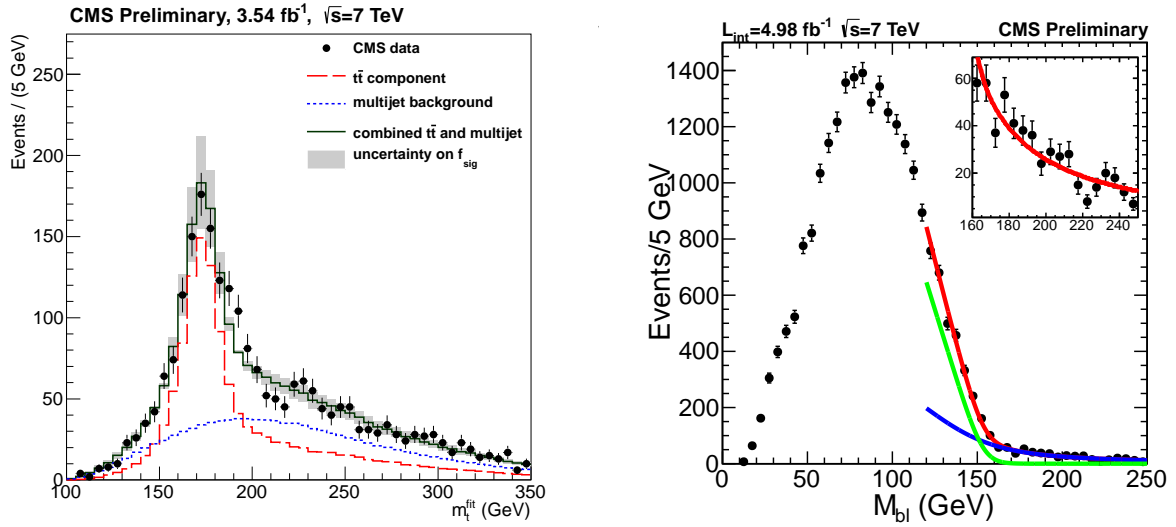 CMS Preliminary, 3.54 fb⁻¹, √s=7 TeV
Events / (5 GeV)
250
200
150
100
50
0
CMS data
tt̄ component
multijet background
combined tt̄ and multijet
uncertainty on f_sig
100 150 200 250 300 350
m_t^fit (GeV)
L_int=4.98 fb⁻¹ √s=7 TeV CMS Preliminary
Events/5 GeV
1400
1200
1000
800
600
400
200
0
60
40
20
160 180 200 220 240
0 50 100 150 200 250
M_bl (GeV)